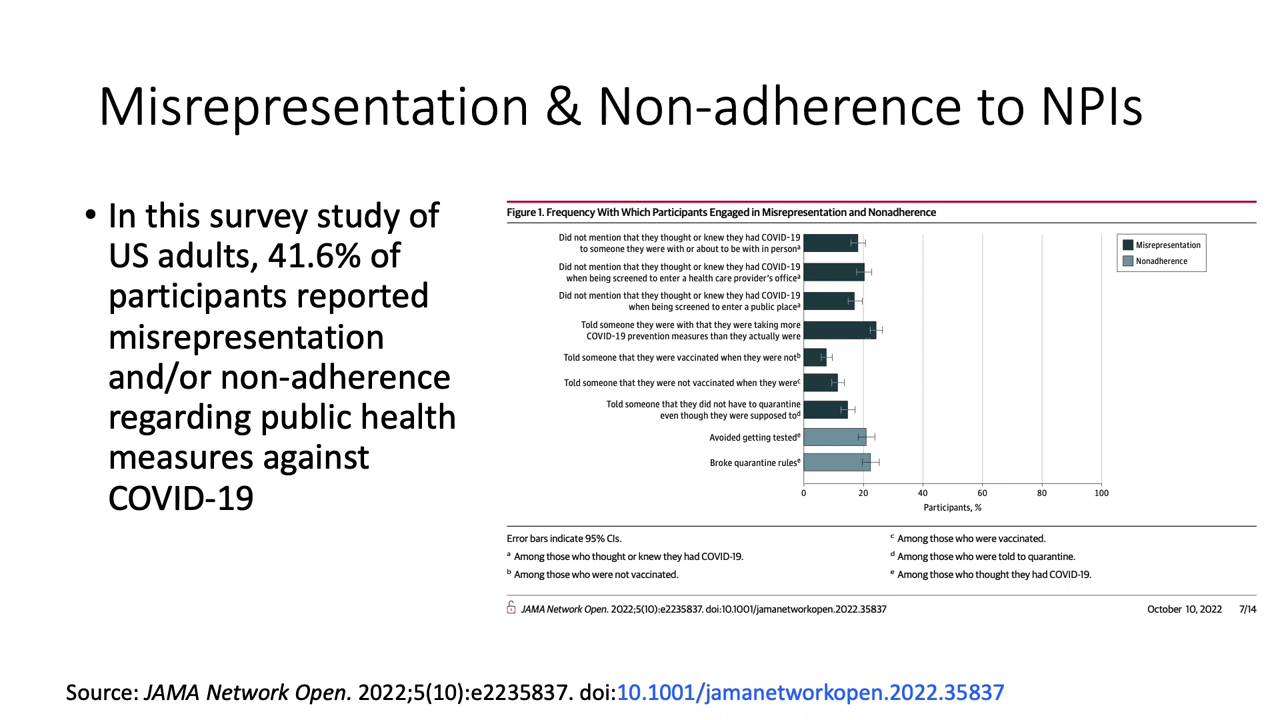 Misrepresentation & Non-adherence to NPIs
• In this survey study of
US adults, 41.6% of
participants reported
misrepresentation
and/or non-adherence
regarding public health
measures against
COVID-19
Figure 1. Frequency With Which Participants Engaged in Misrepresentation and Nonadherence
Did not mention that they thought or knew they had COVID-19
to someone they were with or about to be with in personᵃ
Did not mention that they thought or knew they had COVID-19
when being screened to enter a health care provider's officeᵃ
Did not mention that they thought or knew they had COVID-19
when being screened to enter a public placeᵃ
Told someone they were with that they were taking more
COVID-19 prevention measures than they actually were
Told someone that they were vaccinated when they were notᵇ
Told someone that they were not vaccinated when they wereᶜ
Told someone that they did not have to quarantine
even though they were supposed toᵈ
Avoided getting testedᵉ
Broke quarantine rulesᵉ
0 20 40 60 80 100
Participants, %
Misrepresentation
Nonadherence
Error bars indicate 95% CIs.
ᵃ Among those who thought or knew they had COVID-19.
ᵇ Among those who were not vaccinated.
ᶜ Among those who were vaccinated.
ᵈ Among those who were told to quarantine.
ᵉ Among those who thought they had COVID-19.
JAMA Network Open. 2022;5(10):e2235837. doi:10.1001/jamanetworkopen.2022.35837
October 10, 2022 7/14
Source: JAMA Network Open. 2022;5(10):e2235837. doi:10.1001/jamanetworkopen.2022.35837